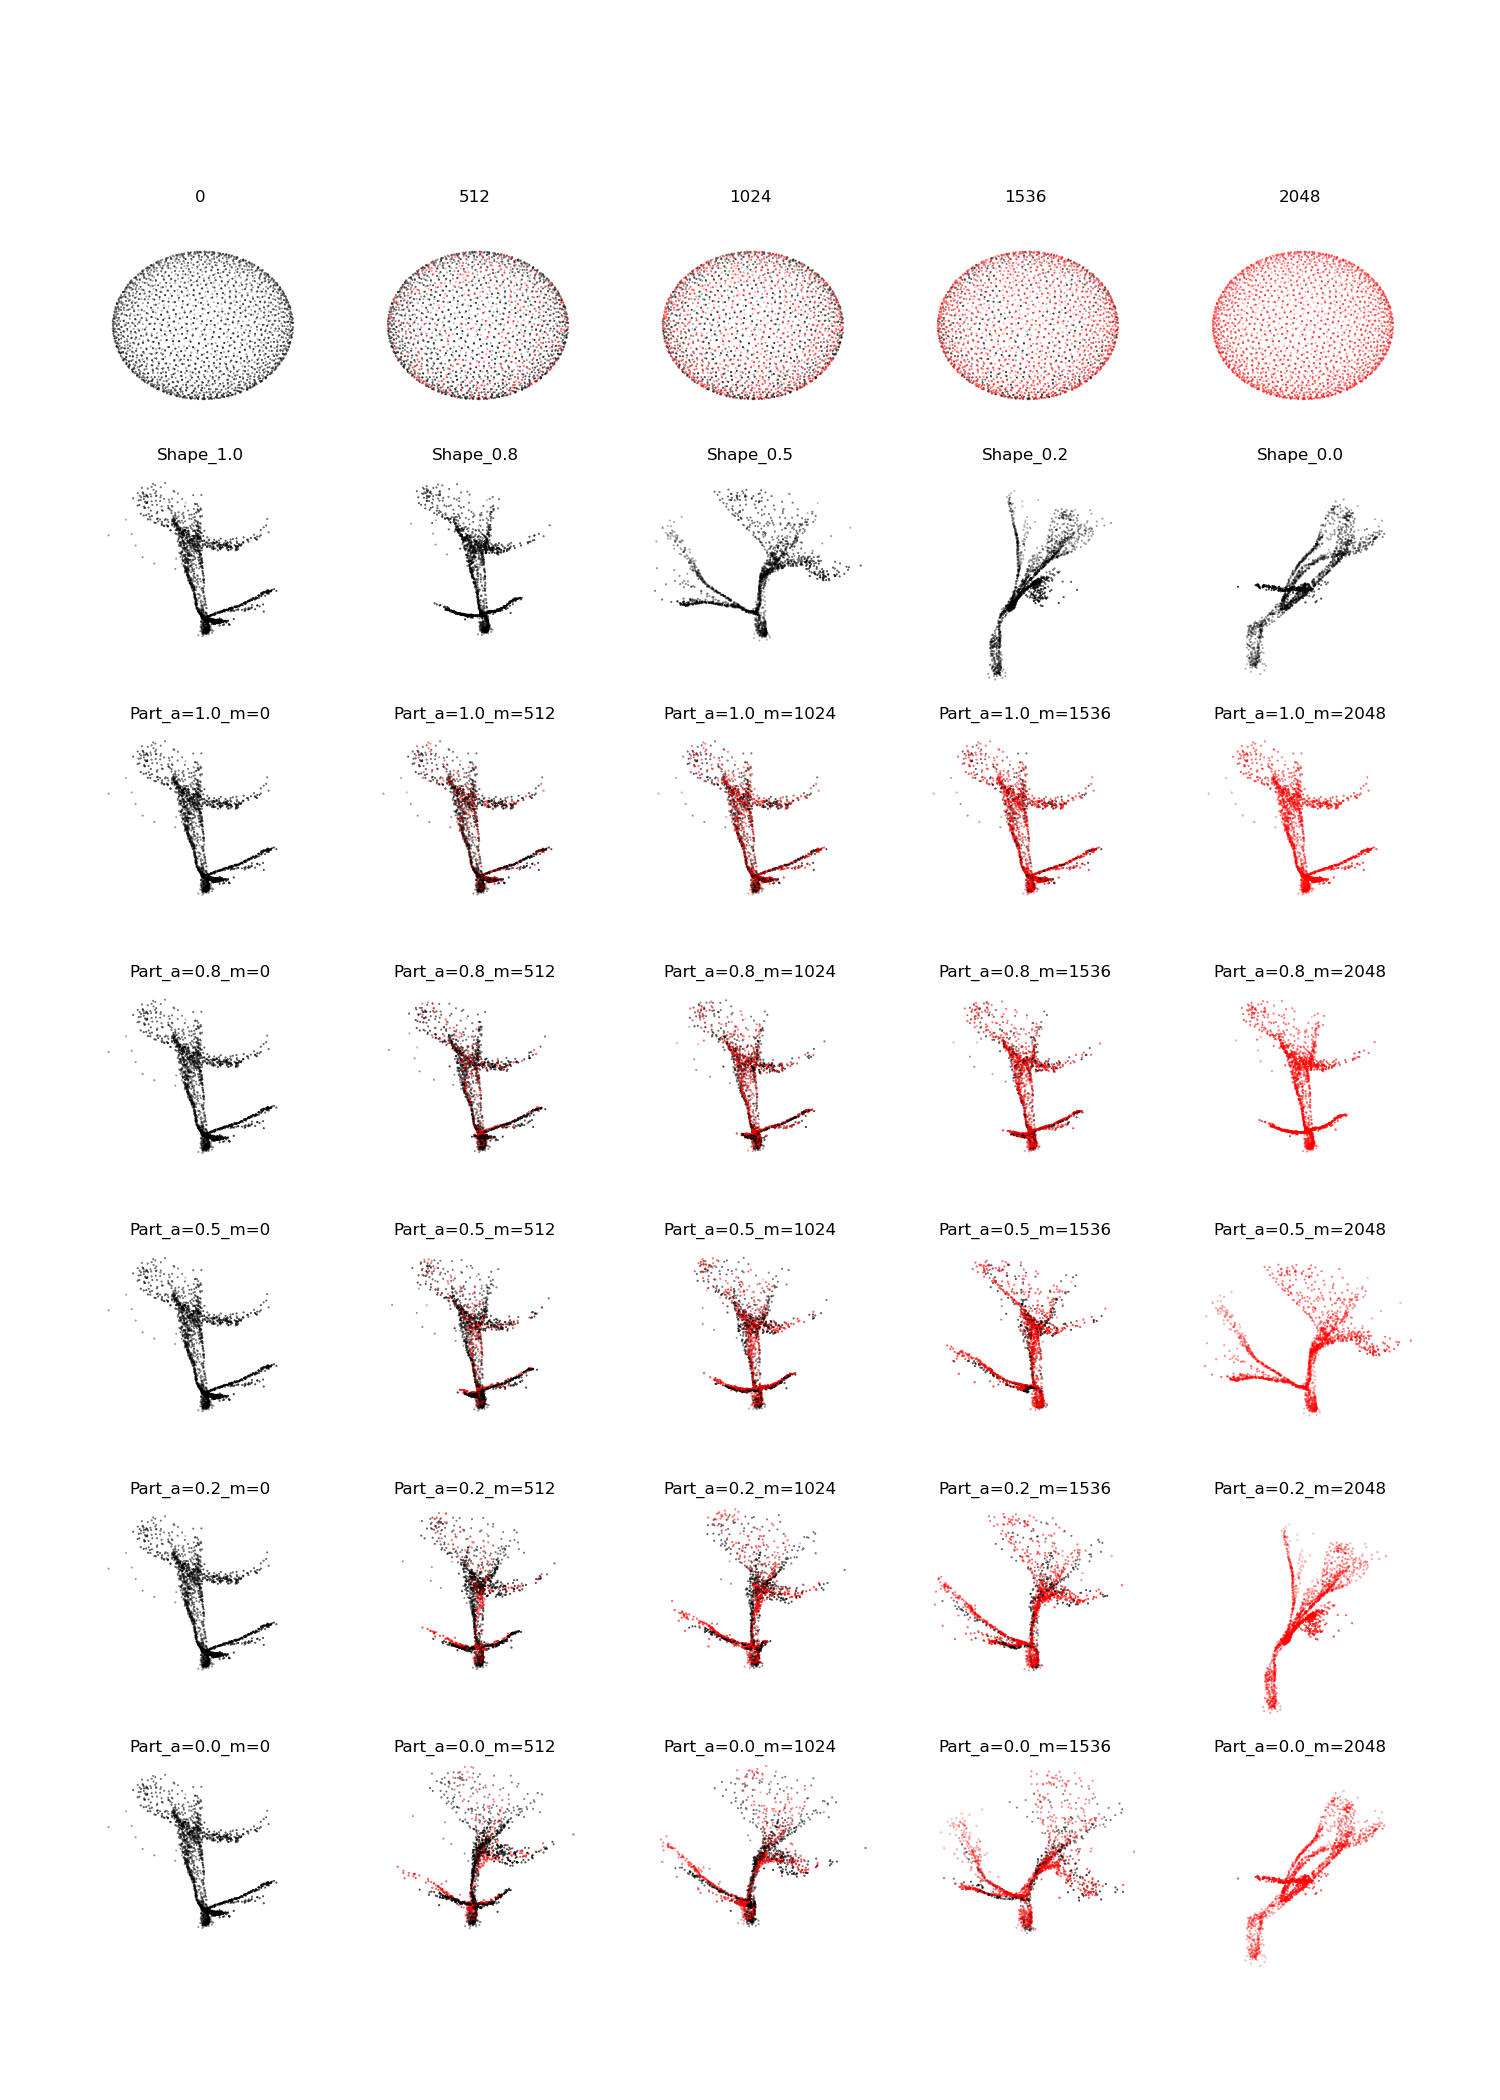 0 512 1024 1536 2048
Shape_1.0 Shape_0.8 Shape_0.5 Shape_0.2 Shape_0.0
Part_a=1.0_m=0 Part_a=1.0_m=512 Part_a=1.0_m=1024 Part_a=1.0_m=1536 Part_a=1.0_m=2048
Part_a=0.8_m=0 Part_a=0.8_m=512 Part_a=0.8_m=1024 Part_a=0.8_m=1536 Part_a=0.8_m=2048
Part_a=0.5_m=0 Part_a=0.5_m=512 Part_a=0.5_m=1024 Part_a=0.5_m=1536 Part_a=0.5_m=2048
Part_a=0.2_m=0 Part_a=0.2_m=512 Part_a=0.2_m=1024 Part_a=0.2_m=1536 Part_a=0.2_m=2048
Part_a=0.0_m=0 Part_a=0.0_m=512 Part_a=0.0_m=1024 Part_a=0.0_m=1536 Part_a=0.0_m=2048